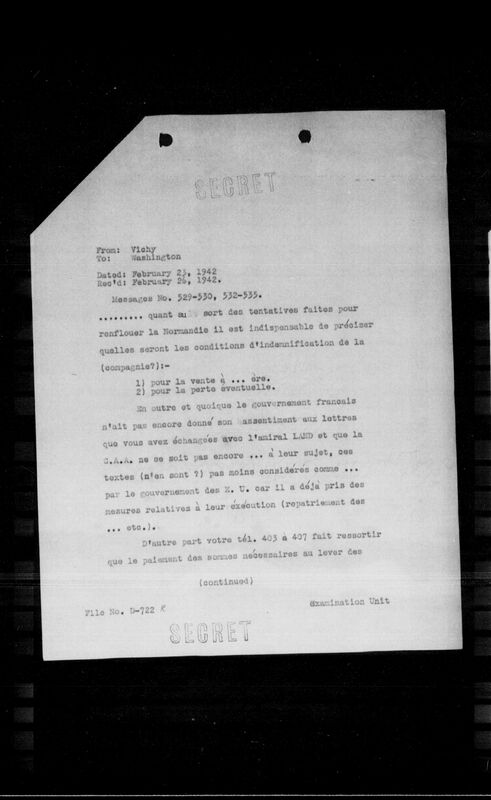 SECRET
From: Vichy
To: Washington
Dated: February 23, 1942
Rec'd: February 26, 1942.
Messages No. 529-530, 532-535.
......... quant au sort des tentatives faites pour
renflouer la Normandie il est indispensable de préciser
quelles seront les conditions d'indemnification de la
(compagnie?):-
1) pour la vente à ... ère.
2) pour la perte éventuelle.
En outre et quoique le gouvernement francais
n'ait pas encore donné son assentiment aux lettres
que vous avez échangées avec l'amiral LAND et que la
C.A.A. ne se soit pas encore ... à leur sujet, ces
textes (n'en sont ?) pas moins considérés comme ...
par le gouvernement des E. U. car il a déjà pris des
mesures relatives à leur éxécution (repatriement des
... etc.).
D'autre part votre tél. 403 à 407 fait ressortir
que le paiement des sommes nécessaires au lever des
(continued)
File No. D-722
Examination Unit
SECRET